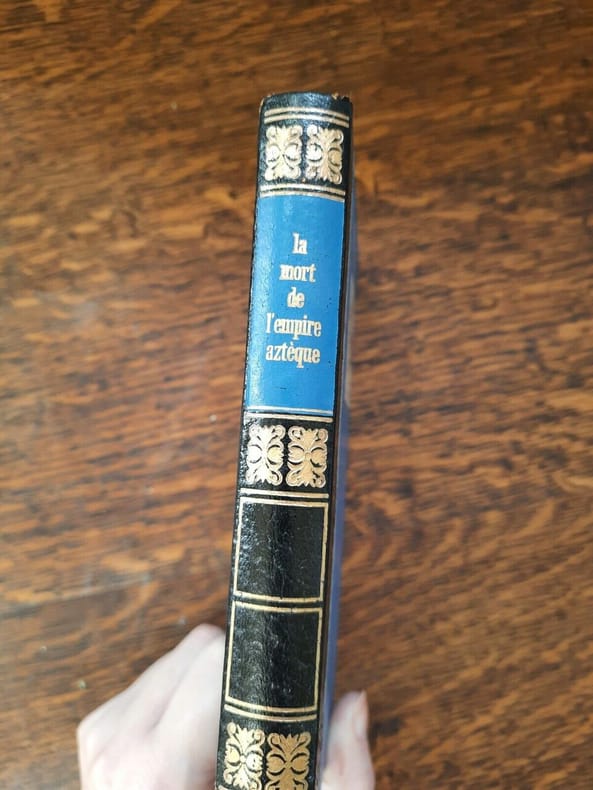 la
mort
de
l'empire
aztèque